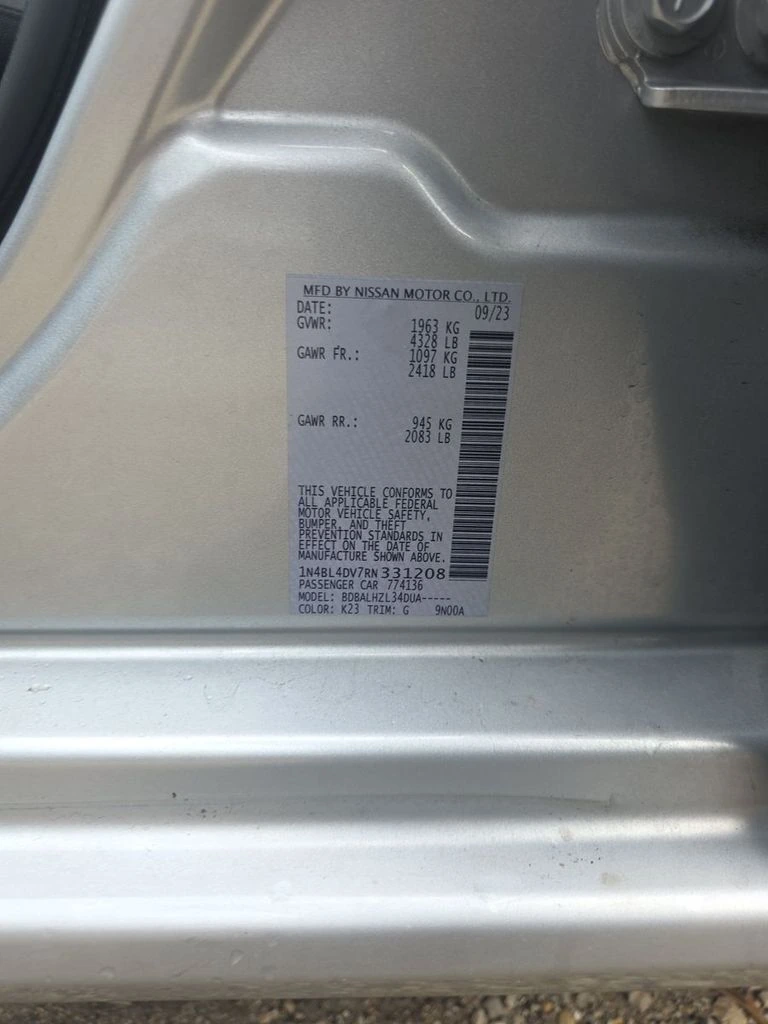 MFD BY NISSAN MOTOR CO., LTD.
DATE: 09/23
GVWR: 1963 KG
4328 LB
GAWR FR.: 1097 KG
2418 LB
GAWR RR.: 945 KG
2083 LB
THIS VEHICLE CONFORMS TO
ALL APPLICABLE FEDERAL
MOTOR VEHICLE SAFETY,
BUMPER, AND THEFT
PREVENTION STANDARDS IN
EFFECT ON THE DATE OF
MANUFACTURE SHOWN ABOVE.
1N4BL4DV7RN331208
PASSENGER CAR 774136
MODEL: BDBALHZL34DUA-----
COLOR: K23 TRIM: G 9N00A